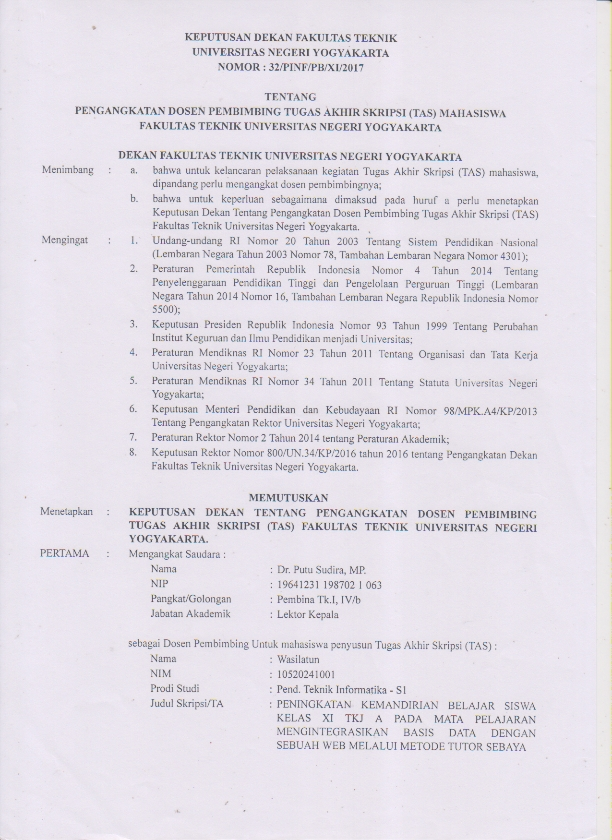 KEPUTUSAN DEKAN FAKULTAS TEKNIK
UNIVERSITAS NEGERI YOGYAKARTA
NOMOR : 32/PINF/PB/XI/2017
TENTANG
PENGANGKATAN DOSEN PEMBIMBING TUGAS AKHIR SKRIPSI (TAS) MAHASISWA
FAKULTAS TEKNIK UNIVERSITAS NEGERI YOGYAKARTA
DEKAN FAKULTAS TEKNIK UNIVERSITAS NEGERI YOGYAKARTA
Menimbang : a. bahwa untuk kelancaran pelaksanaan kegiatan Tugas Akhir Skripsi (TAS) mahasiswa,
dipandang perlu mengangkat dosen pembimbingnya;
b. bahwa untuk keperluan sebagaimana dimaksud pada huruf a perlu menetapkan
Keputusan Dekan Tentang Pengangkatan Dosen Pembimbing Tugas Akhir Skripsi (TAS)
Fakultas Teknik Universitas Negeri Yogyakarta.
Mengingat : 1. Undang-undang RI Nomor 20 Tahun 2003 Tentang Sistem Pendidikan Nasional
(Lembaran Negara Tahun 2003 Nomor 78, Tambahan Lembaran Negara Nomor 4301);
2. Peraturan Pemerintah Republik Indonesia Nomor 4 Tahun 2014 Tentang
Penyelenggaraan Pendidikan Tinggi dan Pengelolaan Perguruan Tinggi (Lembaran
Negara Tahun 2014 Nomor 16, Tambahan Lembaran Negara Republik Indonesia Nomor
5500);
3. Keputusan Presiden Republik Indonesia Nomor 93 Tahun 1999 Tentang Perubahan
Institut Keguruan dan Ilmu Pendidikan menjadi Universitas;
4. Peraturan Mendiknas RI Nomor 23 Tahun 2011 Tentang Organisasi dan Tata Kerja
Universitas Negeri Yogyakarta;
5. Peraturan Mendiknas RI Nomor 34 Tahun 2011 Tentang Statuta Universitas Negeri
Yogyakarta;
6. Keputusan Menteri Pendidikan dan Kebudayaan RI Nomor 98/MPK.A4/KP/2013
Tentang Pengangkatan Rektor Universitas Negeri Yogyakarta;
7. Peraturan Rektor Nomor 2 Tahun 2014 tentang Peraturan Akademik;
8. Keputusan Rektor Nomor 800/UN.34/KP/2016 tahun 2016 tentang Pengangkatan Dekan
Fakultas Teknik Universitas Negeri Yogyakarta.
MEMUTUSKAN
Menetapkan : KEPUTUSAN DEKAN TENTANG PENGANGKATAN DOSEN PEMBIMBING
TUGAS AKHIR SKRIPSI (TAS) FAKULTAS TEKNIK UNIVERSITAS NEGERI
YOGYAKARTA.
PERTAMA : Mengangkat Saudara :
Nama : Dr. Putu Sudira, MP.
NIP : 19641231 198702 1 063
Pangkat/Golongan : Pembina Tk.I, IV/b
Jabatan Akademik : Lektor Kepala
sebagai Dosen Pembimbing Untuk mahasiswa penyusun Tugas Akhir Skripsi (TAS) :
Nama : Wasilatun
NIM : 10520241001
Prodi Studi : Pend. Teknik Informatika - S1
Judul Skripsi/TA : PENINGKATAN KEMANDIRIAN BELAJAR SISWA
KELAS XI TKJ A PADA MATA PELAJARAN
MENGINTEGRASIKAN BASIS DATA DENGAN
SEBUAH WEB MELALUI METODE TUTOR SEBAYA